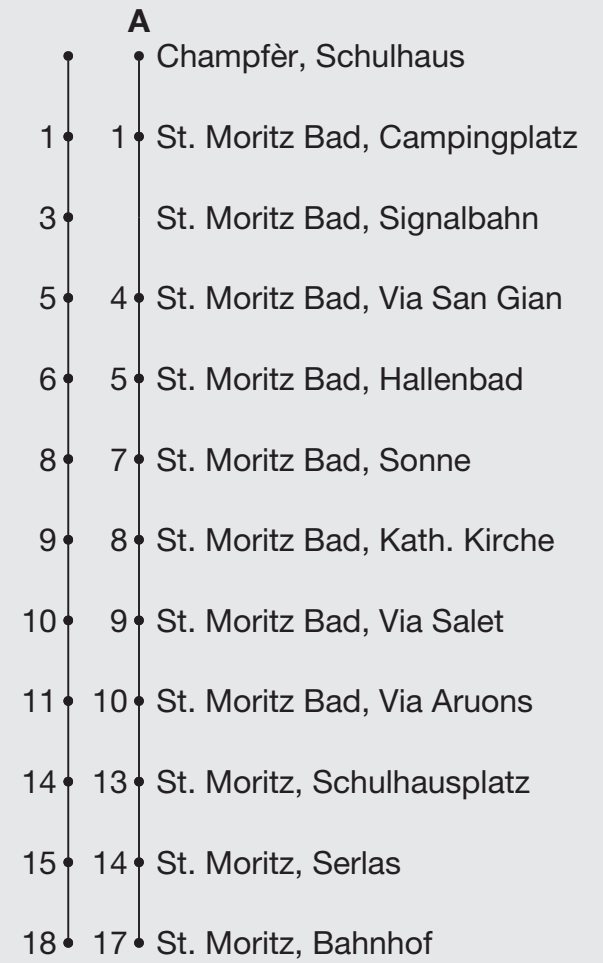 A
Champfèr, Schulhaus
1 1 St. Moritz Bad, Campingplatz
3 St. Moritz Bad, Signalbahn
5 4 St. Moritz Bad, Via San Gian
6 5 St. Moritz Bad, Hallenbad
8 7 St. Moritz Bad, Sonne
9 8 St. Moritz Bad, Kath. Kirche
10 9 St. Moritz Bad, Via Salet
11 10 St. Moritz Bad, Via Aruons
14 13 St. Moritz, Schulhausplatz
15 14 St. Moritz, Serlas
18 17 St. Moritz, Bahnhof